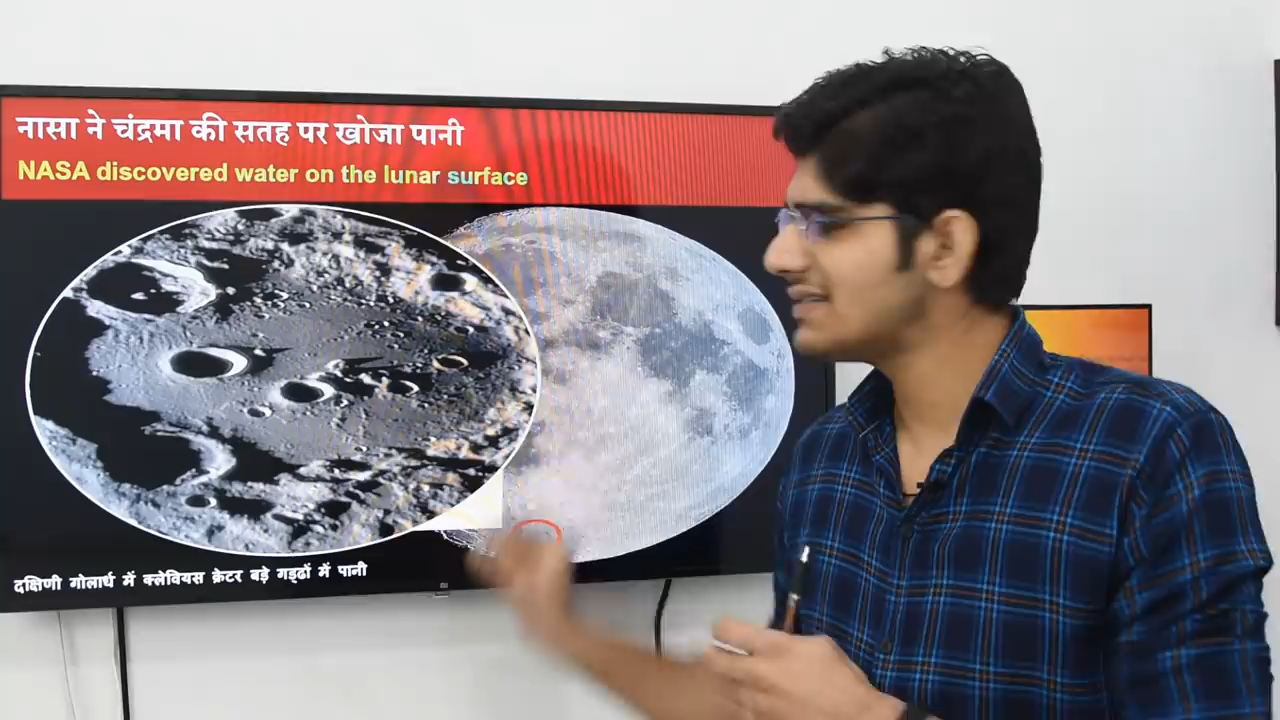 नासा ने चंद्रमा की सतह पर खोजा पानी
NASA discovered water on the lunar surface
दक्षिणी गोलार्ध में क्लेवियस क्रेटर बड़े गड्ढों में पानी